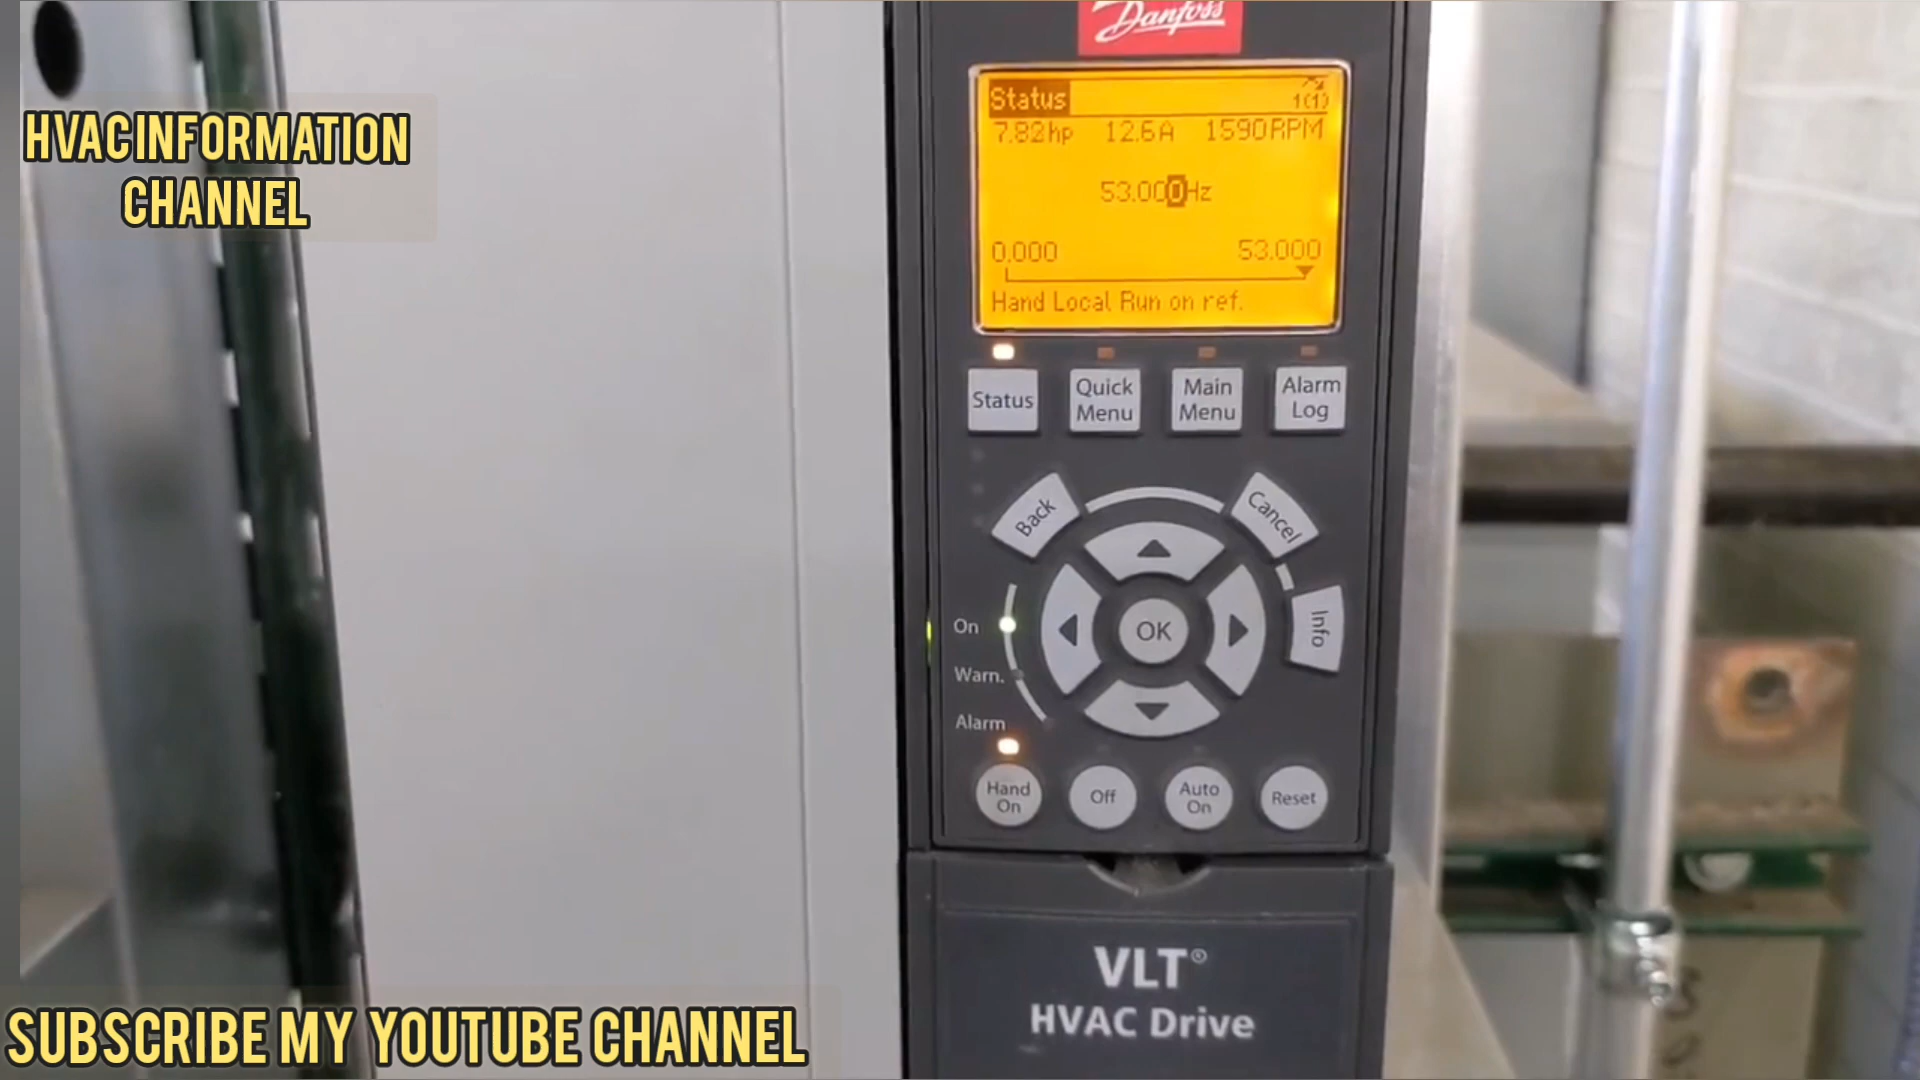 Danfoss
Status 1(1)
7.82hp 12.6A 1590RPM
53.000Hz
0.000 53.000
Hand Local Run on ref.
HVACINFORMATION
CHANNEL
Status
Quick
Menu
Main
Menu
Alarm
Log
Back
Cancel
Info
OK
On
Warn.
Alarm
Hand
On
Off
Auto
On
Reset
VLT®
HVAC Drive
SUBSCRIBE MY YOUTUBE CHANNEL